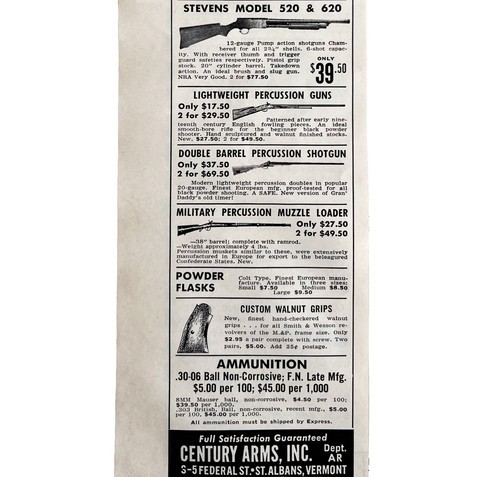 STEVENS MODEL 520 & 620
12-gauge Pump action shotguns Cham-
bered for all 2¾" shells. 6-shot capac-
ity. With receiver thumb and trigger
guard safeties respectively. Pistol grip
stock. 20" cylinder barrel. Takedown
action. An ideal brush and slug gun.
NRA Very Good. 2 for $77.50
ONLY
$39.50
LIGHTWEIGHT PERCUSSION GUNS
Only $17.50
2 for $29.50
Patterned after early nine-
teenth century English fowling pieces. An ideal
smooth-bore rifle for the beginner black powder
shooter. Hand sculptured and walnut finished stocks.
New, $27.50; 2 for $49.50.
DOUBLE BARREL PERCUSSION SHOTGUN
Only $37.50
2 for $69.50
Modern lightweight percussion doubles in popular
20-gauge. Finest European mfg. proof-tested for all
black powder shooting. A SAFE, New version of Gran'
Daddy's old timer!
MILITARY PERCUSSION MUZZLE LOADER
Only $27.50
2 for $49.50
—38" barrel; complete with ramrod.
—Weight approximately 4 lbs.
Percussion muskets similar to these, were extensively
manufactured in Europe for export to the beleagured
Confederate States. New.
POWDER
FLASKS
Colt Type. Finest European manu-
facture. Available in three sizes:
Small $7.50 Medium $8.50
Large $9.50
CUSTOM WALNUT GRIPS
New, finest hand-checkered walnut
grips . . . for all Smith & Wesson re-
volvers of the M.&P. frame size. Only
$2.95 a pair complete with screw. Two
pairs, $5.00. Add 35¢ postage.
AMMUNITION
.30-06 Ball Non-Corrosive; F.N. Late Mfg.
$5.00 per 100; $45.00 per 1,000
8MM Mauser ball, non-corrosive, $4.50 per 100;
$39.50 per 1,000.
.303 British, Ball, non-corrosive, recent mfg., $5.00
per 100, $45.00 per 1,000.
All ammunition must be shipped by Express.
Full Satisfaction Guaranteed
CENTURY ARMS, INC. Dept. AR
3-5 FEDERAL ST.•ST. ALBANS, VERMONT